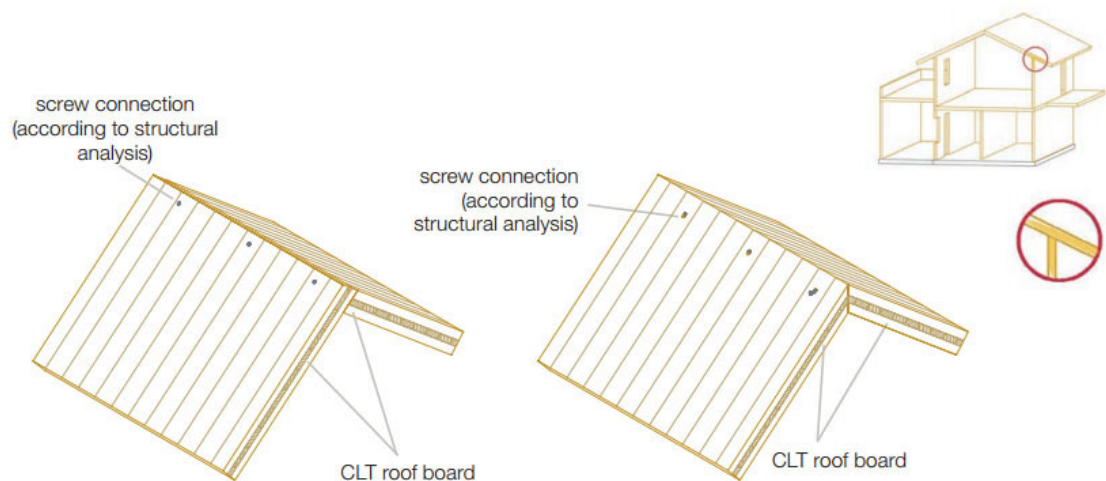 screw connection
(according to structural
analysis)
screw connection
(according to
structural analysis)
CLT roof board
CLT roof board